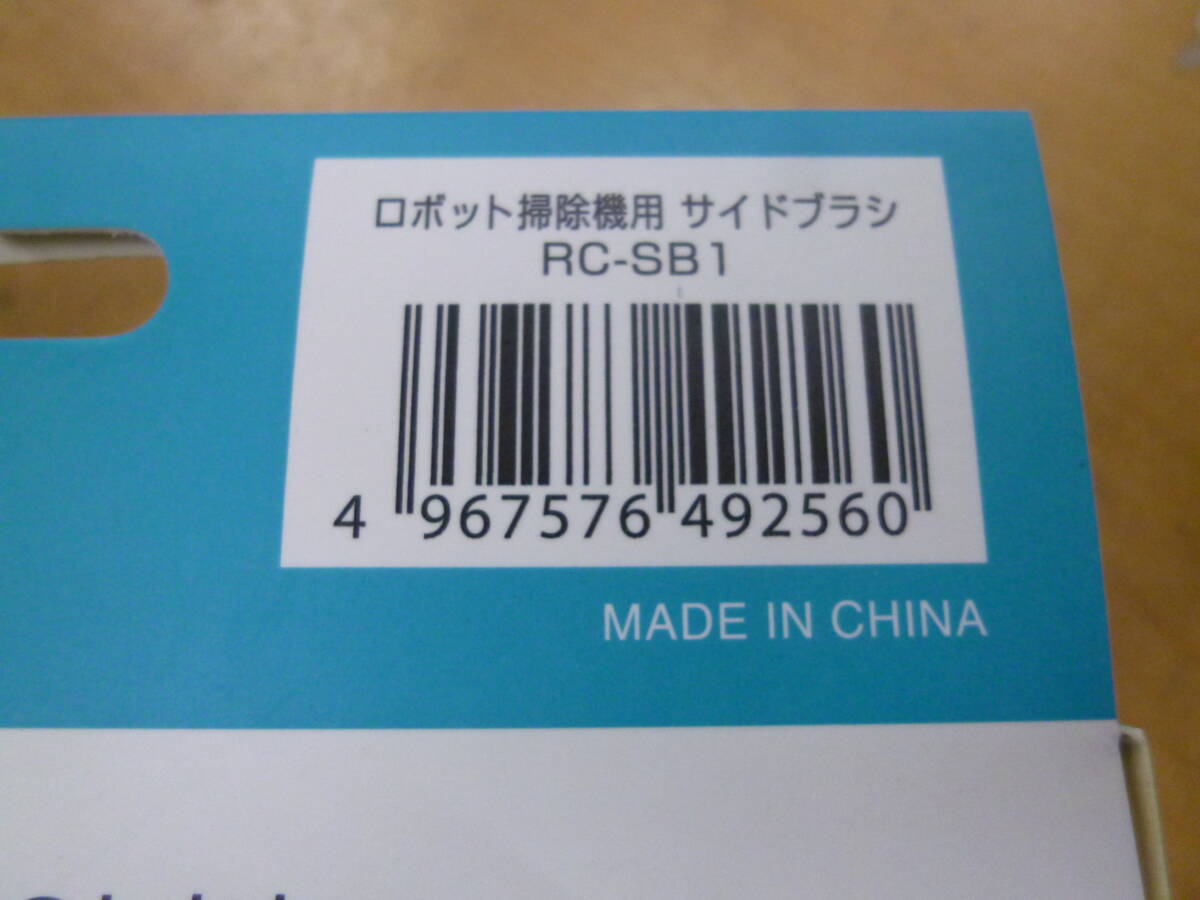 ロボット掃除機用 サイドブラシ
RC-SB1
4 967576 492560
MADE IN CHINA